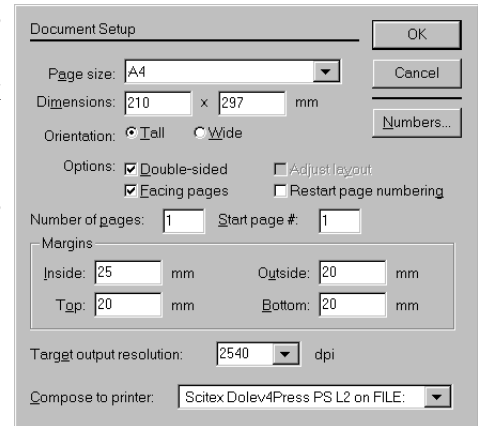 Document Setup
OK
Page size: A4
Cancel
Dimensions: 210 x 297 mm
Numbers...
Orientation: Tall Wide
Options: Double-sided Adjust layout
Facing pages Restart page numbering
Number of pages: 1 Start page #: 1
Margins
Inside: 25 mm Outside: 20 mm
Top: 20 mm Bottom: 20 mm
Target output resolution: 2540 dpi
Compose to printer: Scitex Dolev4Press PS L2 on FILE: